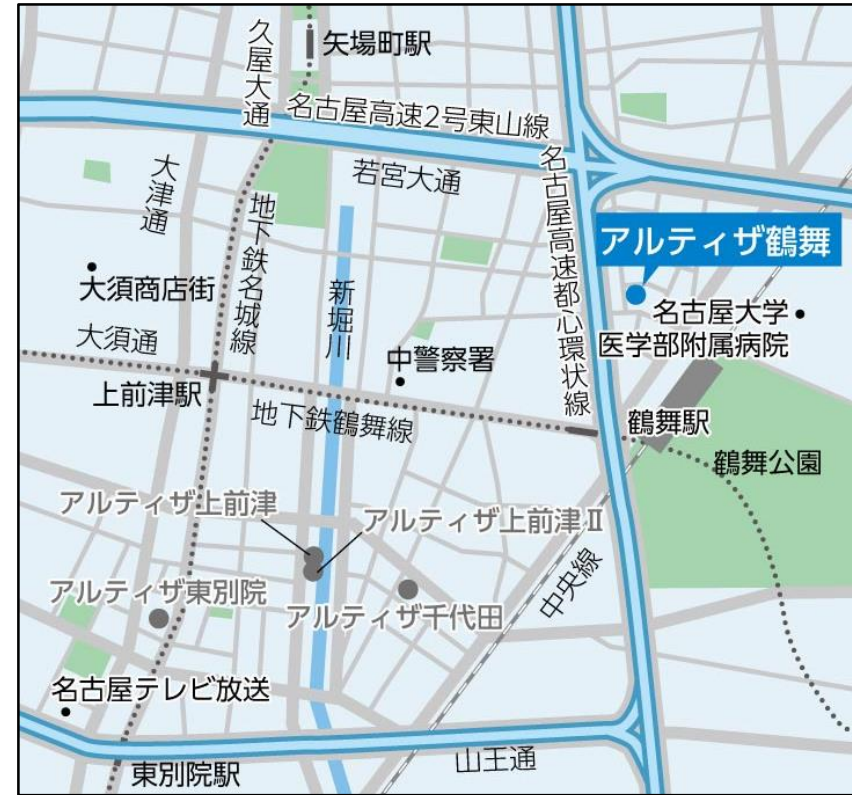 矢場町駅
久屋大通
名古屋高速2号東山線
若宮大通
大津通
地下鉄名城線
名古屋高速都心環状線
アルティザ鶴舞
大須商店街
新堀川
名古屋大学
医学部附属病院
大須通
中警察署
上前津駅
地下鉄鶴舞線
鶴舞駅
鶴舞公園
アルティザ上前津
アルティザ上前津Ⅱ
アルティザ東別院
アルティザ千代田
中央線
名古屋テレビ放送
山王通
東別院駅